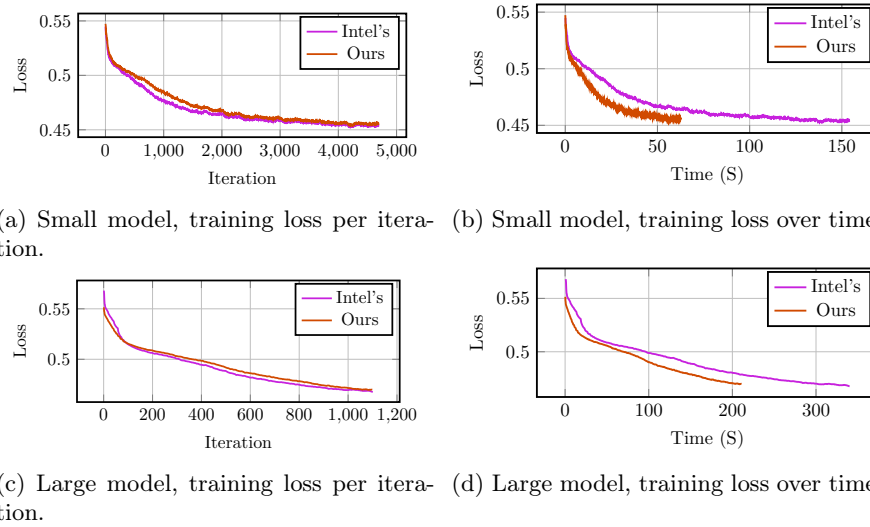 0.55
0.5
0.45
Loss
Intel's
Ours
0 1,000 2,000 3,000 4,000 5,000
Iteration
(a) Small model, training loss per itera-
tion.
0.55
0.5
0.45
Loss
Intel's
Ours
0 50 100 150
Time (S)
(b) Small model, training loss over time
0.55
0.5
Loss
Intel's
Ours
0 200 400 600 800 1,000 1,200
Iteration
(c) Large model, training loss per itera-
tion.
0.55
0.5
Loss
Intel's
Ours
0 100 200 300
Time (S)
(d) Large model, training loss over time